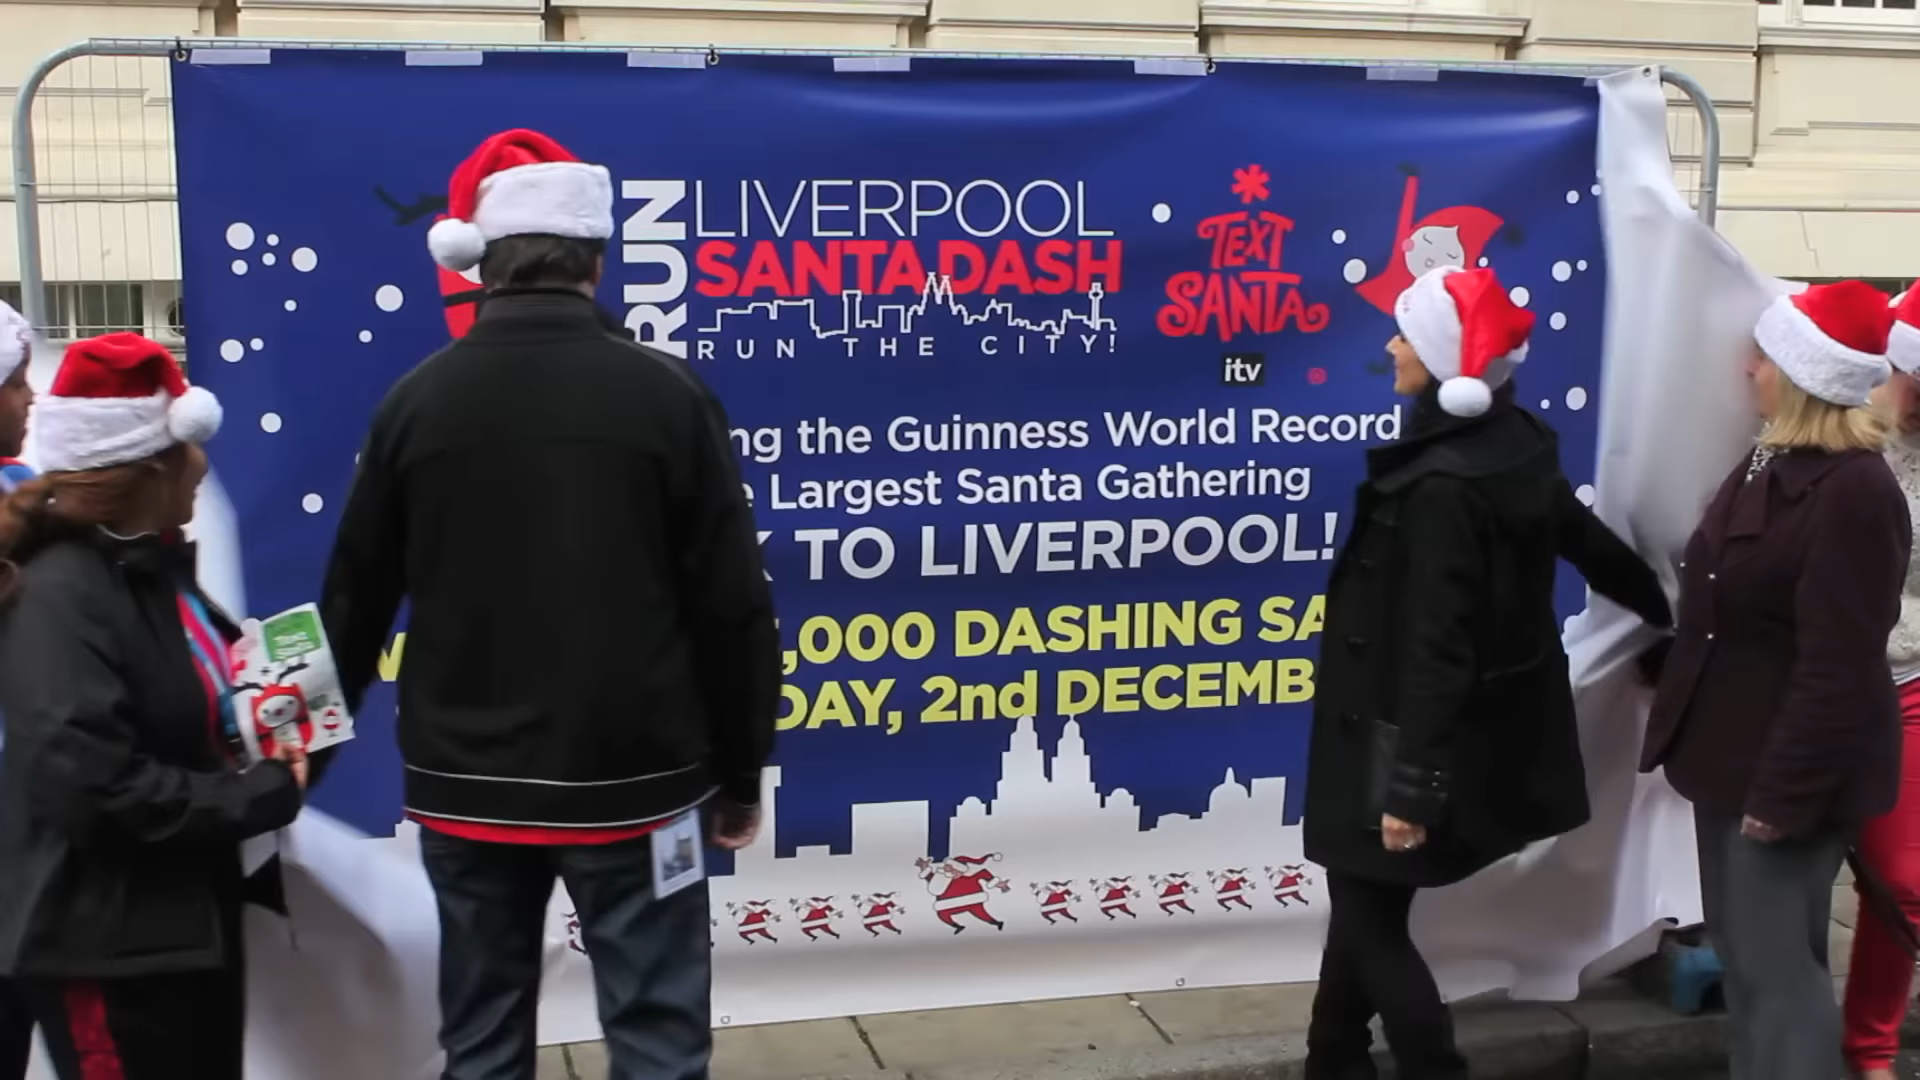 RUN
LIVERPOOL
SANTA DASH
RUN THE CITY!
TEXT
SANTA
itv
ng the Guinness World Record
e Largest Santa Gathering
TO LIVERPOOL!
,000 DASHING SA
DAY, 2nd DECEMB